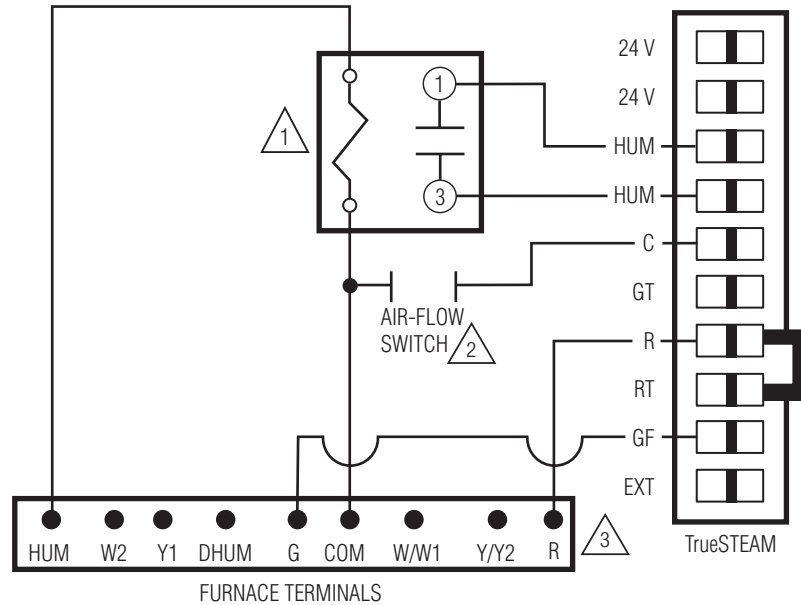 24 V
24 V
HUM
HUM
C
GT
R
RT
GF
EXT
TrueSTEAM
1
3
1
AIR-FLOW
SWITCH
2
HUM W2 Y1 DHUM G COM W/W1 Y/Y2 R
3
FURNACE TERMINALS